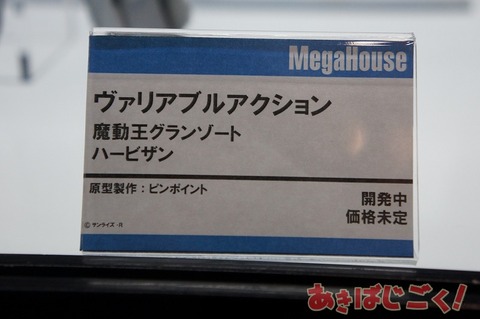 MegaHouse
ヴァリアブルアクション
魔動王グランゾート
ハービザン
原型製作：ピンポイント
開発中
価格未定
©サンライズ・R
あきばじごく！